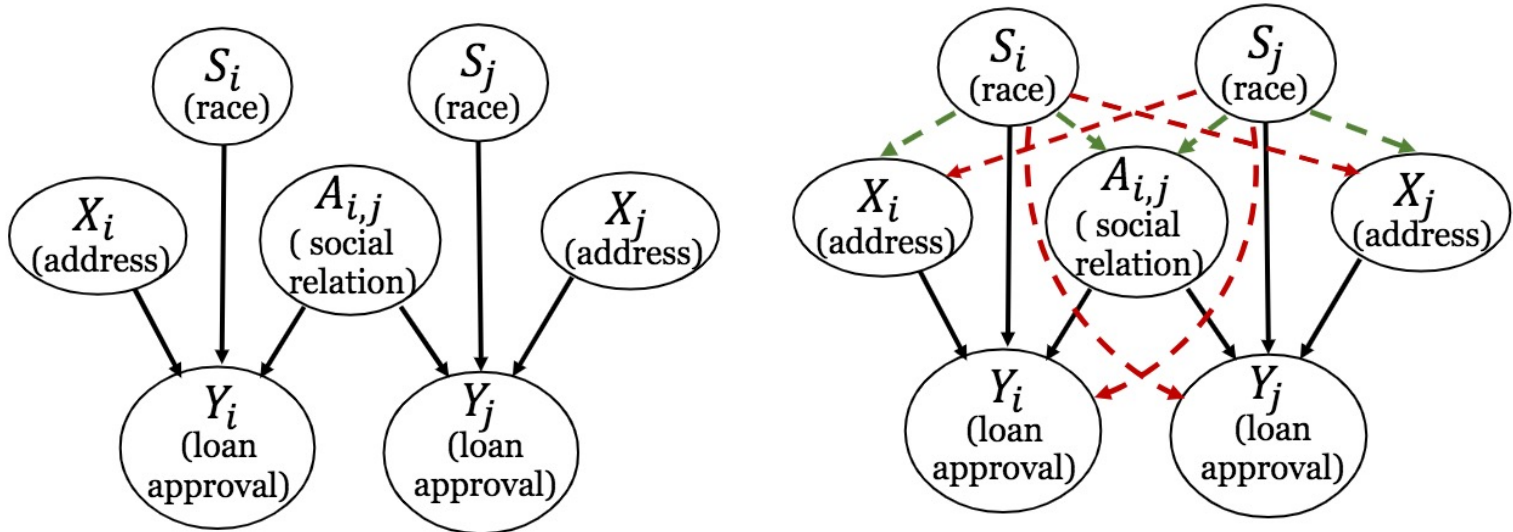 S_i
(race)
S_j
(race)
X_i
(address)
A_{i,j}
( social
relation)
X_j
(address)
Y_i
(loan
approval)
Y_j
(loan
approval)
S_i
(race)
S_j
(race)
X_i
(address)
A_{i,j}
( social
relation)
X_j
(address)
Y_i
(loan
approval)
Y_j
(loan
approval)